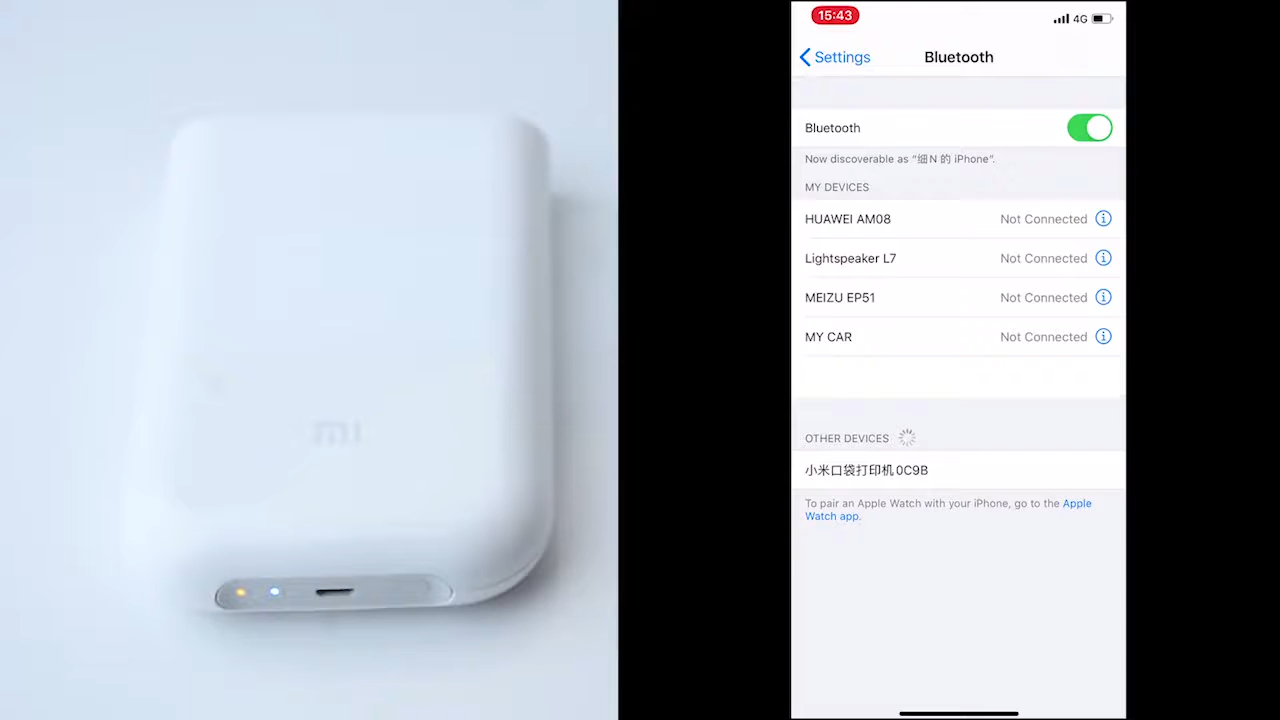 mi
15:43
4G
Settings
Bluetooth
Bluetooth
Now discoverable as “细N 的 iPhone”.
MY DEVICES
HUAWEI AM08 Not Connected
Lightspeaker L7 Not Connected
MEIZU EP51 Not Connected
MY CAR Not Connected
OTHER DEVICES
小米口袋打印机 0C9B
To pair an Apple Watch with your iPhone, go to the Apple
Watch app.